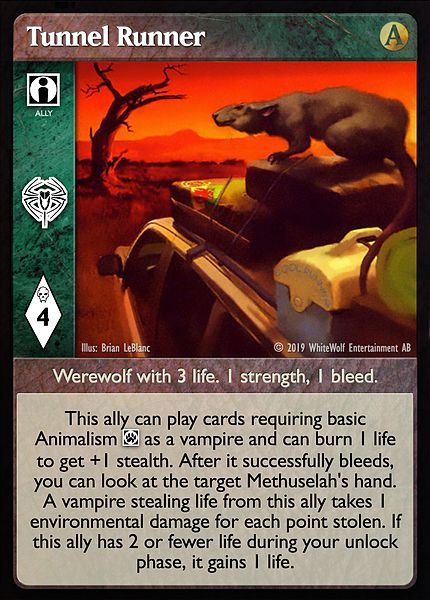 Tunnel Runner
A
ALLY
4
Illus: Brian LeBlanc
© 2019 WhiteWolf Entertainment AB
Werewolf with 3 life. 1 strength, 1 bleed.
This ally can play cards requiring basic
Animalism as a vampire and can burn 1 life
to get +1 stealth. After it successfully bleeds,
you can look at the target Methuselah's hand.
A vampire stealing life from this ally takes 1
environmental damage for each point stolen. If
this ally has 2 or fewer life during your unlock
phase, it gains 1 life.